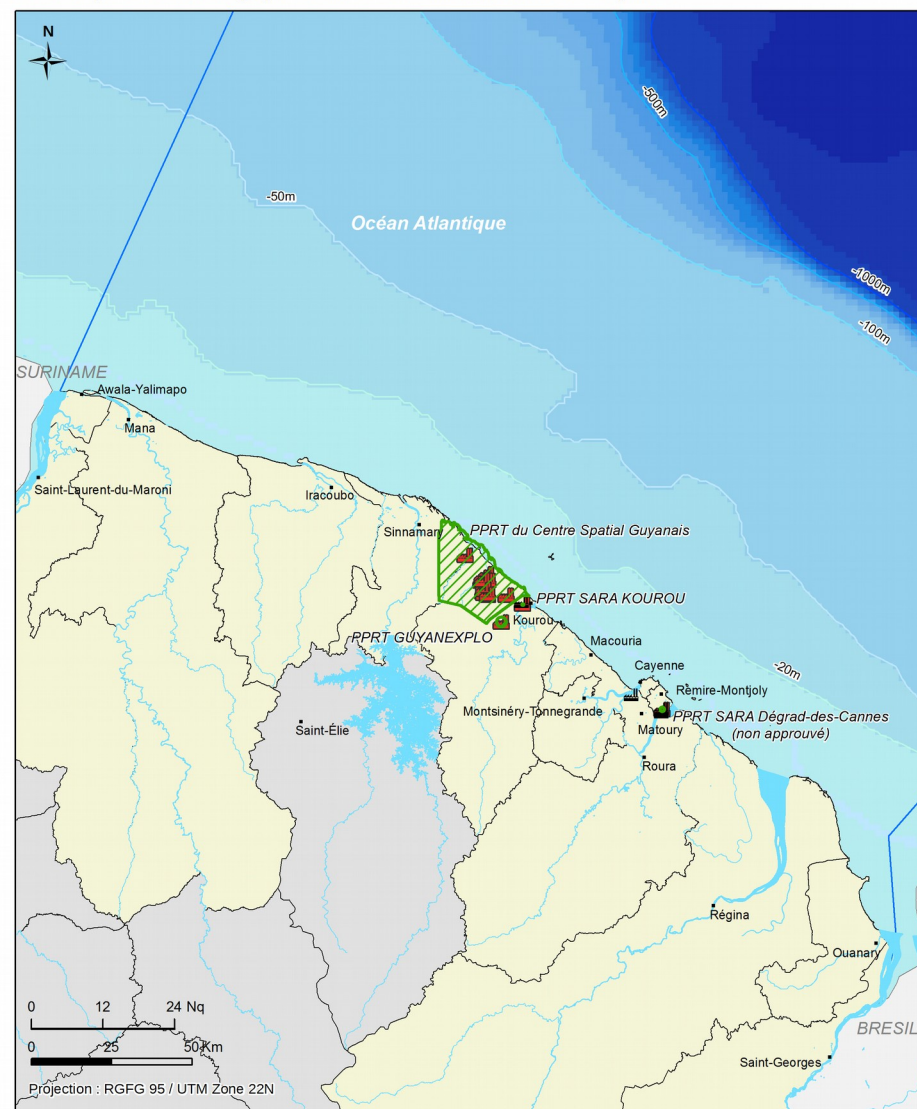 N
-500m
-50m
Océan Atlantique
-1000m
-100m
SURINAME
Awala-Yalimapo
Mana
Saint-Laurent-du-Maroni
Iracoubo
Sinnamary
PPRT du Centre Spatial Guyanais
PPRT SARA KOUROU
Kourou
PPRT GUYANEXPLO
Macouria
Cayenne
-20m
Rémire-Montjoly
Montsinéry-Tonnegrande
PPRT SARA Dégrad-des-Cannes
(non approuvé)
Saint-Élie
Matoury
Roura
Régina
Ouanary
0 12 24 Nq
BRESIL
0 25 50 Km
Saint-Georges
Projection : RGFG 95 / UTM Zone 22N